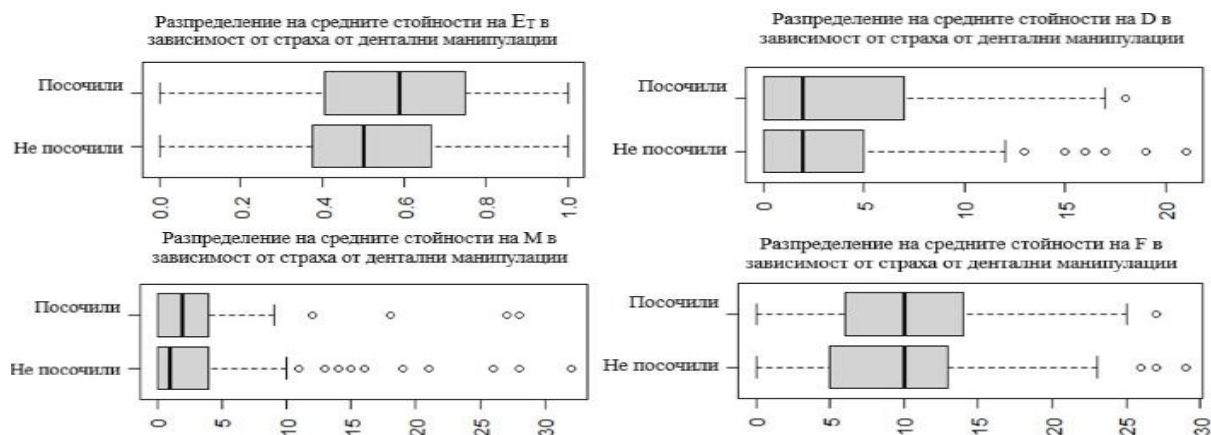 Разпределение на средните стойности на ET в
зависимост от страха от дентални манипулации
Посочили
Не посочили
0.0 0.2 0.4 0.6 0.8 1.0
Разпределение на средните стойности на D в
зависимост от страха от дентални манипулации
Посочили
Не посочили
0 5 10 15 20
Разпределение на средните стойности на M в
зависимост от страха от дентални манипулации
Посочили
Не посочили
0 5 10 15 20 25 30
Разпределение на средните стойности на F в
зависимост от страха от дентални манипулации
Посочили
Не посочили
0 5 10 15 20 25 30